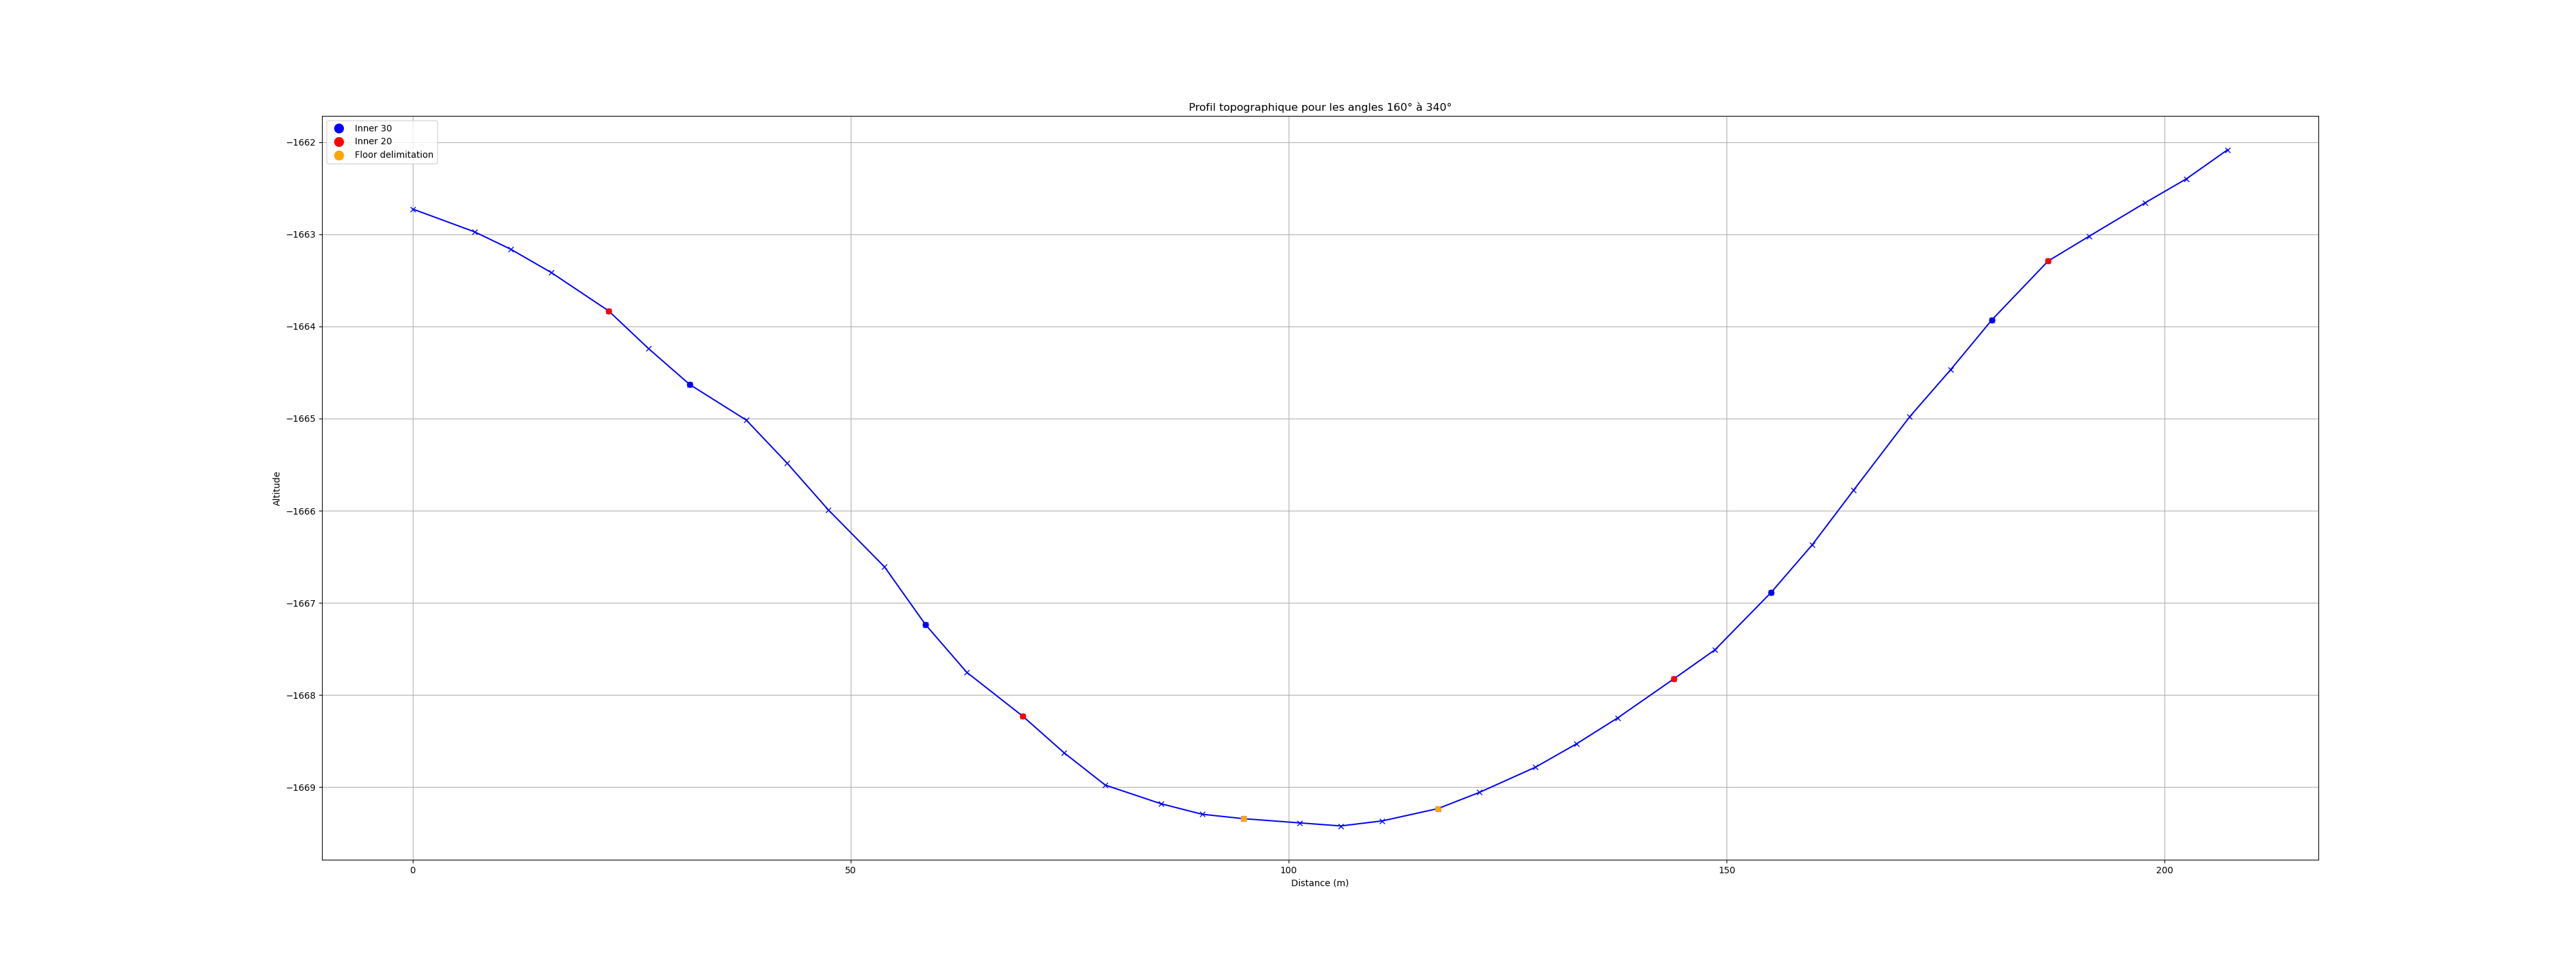 Profil topographique pour les angles 160° à 340°
Inner 30
Inner 20
Floor delimitation
−1662
−1663
−1664
−1665
−1666
−1667
−1668
−1669
Altitude
0
50
100
150
200
Distance (m)